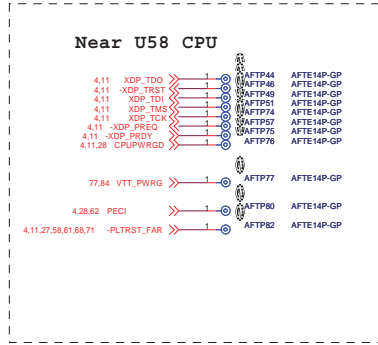 Near U58 CPU
4,11 XDP_TDO 1 AFTP44 AFTE14P-GP
4,11 -XDP_TRST 1 AFTP46 AFTE14P-GP
4,11 XDP_TDI 1 AFTP49 AFTE14P-GP
4,11 XDP_TMS 1 AFTP51 AFTE14P-GP
4,11 XDP_TCK 1 AFTP74 AFTE14P-GP
4,11 -XDP_PREQ 1 AFTP57 AFTE14P-GP
4,11 -XDP_PRDY 1 AFTP75 AFTE14P-GP
4,11,28 CPUPWRGD 1 AFTP76 AFTE14P-GP
77,84 VTT_PWRG 1 AFTP77 AFTE14P-GP
4,28,62 PECI 1 AFTP80 AFTE14P-GP
4,11,27,58,61,68,71 -PLTRST_FAR 1 AFTP82 AFTE14P-GP